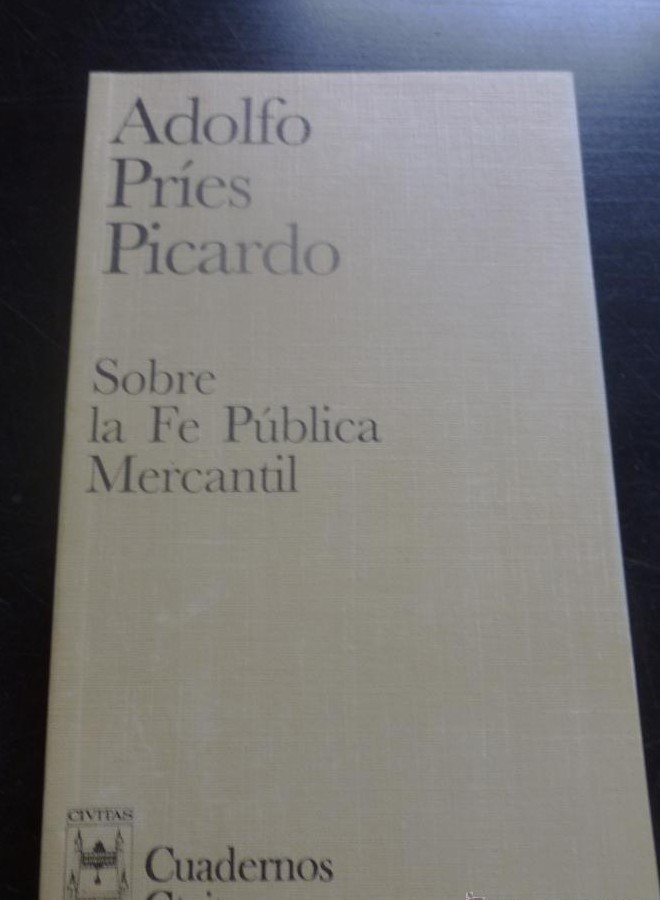 Adolfo
Príes
Picardo
Sobre
la Fe Pública
Mercantil
CIVITAS
Cuadernos